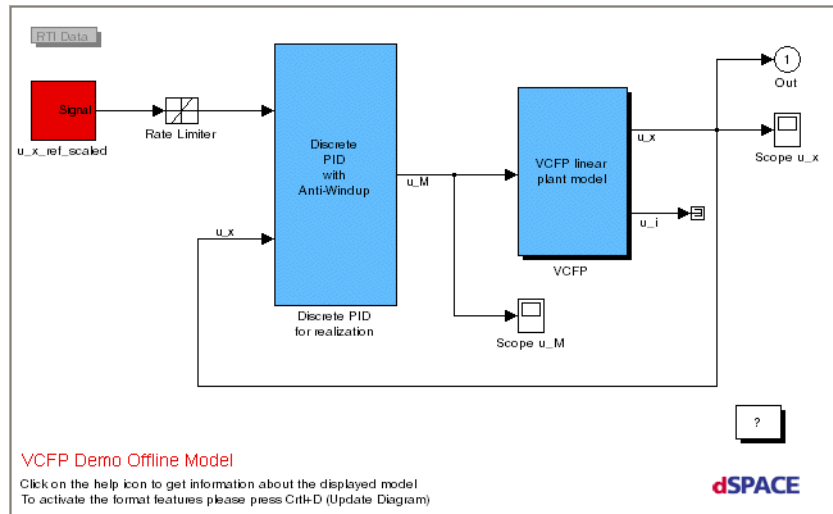 RTI Data
1
Out
Signal
u_x_ref_scaled
Rate Limiter
Discrete
PID
with
Anti-Windup
u_M
u_x
Discrete PID
for realization
VCFP linear
plant model
VCFP
u_x
u_i
Scope u_x
Scope u_M
?
VCFP Demo Offline Model
Click on the help icon to get information about the displayed model
To activate the format features please press Crtl+D (Update Diagram)
dSPACE